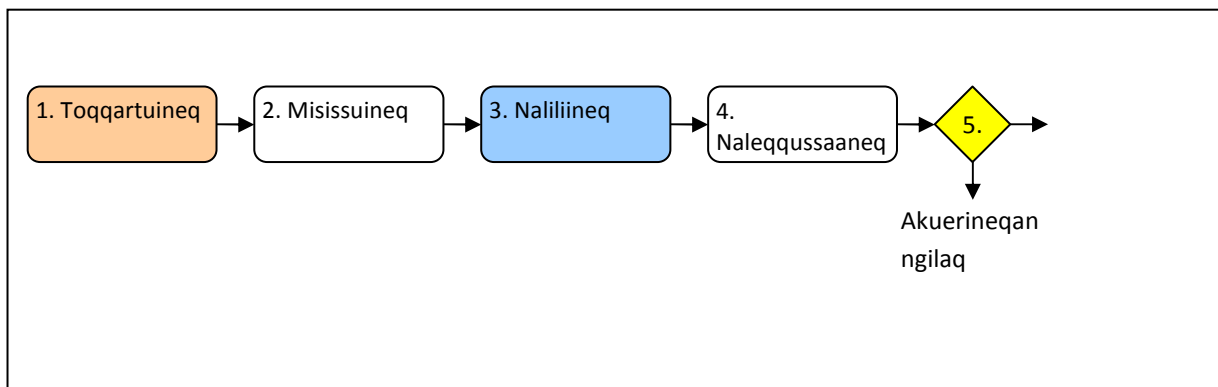 1. Toqqartuineq
2. Misissuineq
3. Naliliineq
4.
Naleqqussaaneq
5.
Akuerineqan
ngilaq